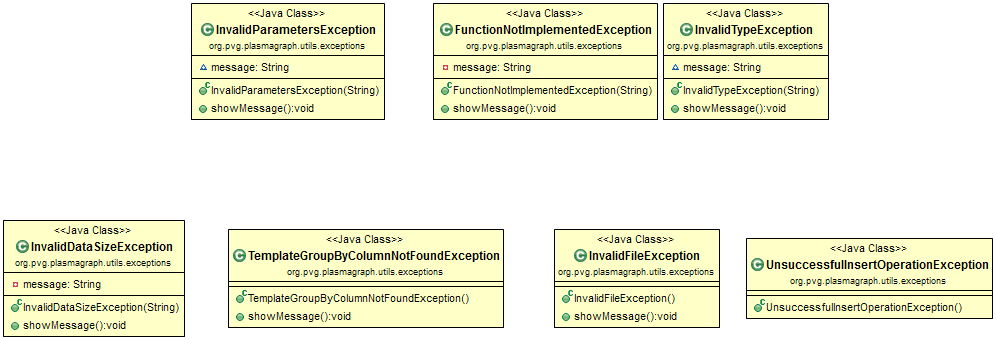 <<Java Class>>
InvalidParametersException
org.pvg.plasmagraph.utils.exceptions
message: String
InvalidParametersException(String)
showMessage():void
<<Java Class>>
FunctionNotImplementedException
org.pvg.plasmagraph.utils.exceptions
message: String
FunctionNotImplementedException(String)
showMessage():void
<<Java Class>>
InvalidTypeException
org.pvg.plasmagraph.utils.exceptions
message: String
InvalidTypeException(String)
showMessage():void
<<Java Class>>
InvalidDataSizeException
org.pvg.plasmagraph.utils.exceptions
message: String
InvalidDataSizeException(String)
showMessage():void
<<Java Class>>
TemplateGroupByColumnNotFoundException
org.pvg.plasmagraph.utils.exceptions
TemplateGroupByColumnNotFoundException()
showMessage():void
<<Java Class>>
InvalidFileException
org.pvg.plasmagraph.utils.exceptions
InvalidFileException()
showMessage():void
<<Java Class>>
UnsuccessfulInsertOperationException
org.pvg.plasmagraph.utils.exceptions
UnsuccessfulInsertOperationException()